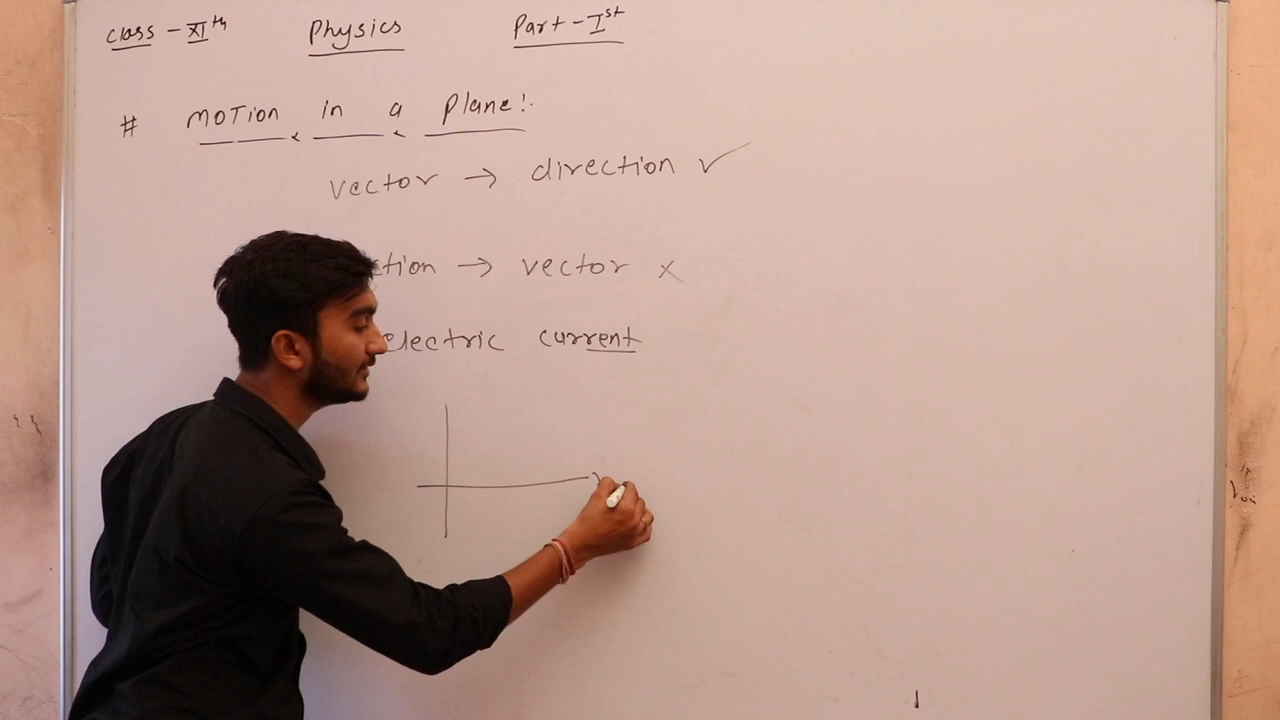 class - XIth Physics Part - Ist
# MOTION in a Plane!.
vector → direction ✓
ction → vector ×
electric current